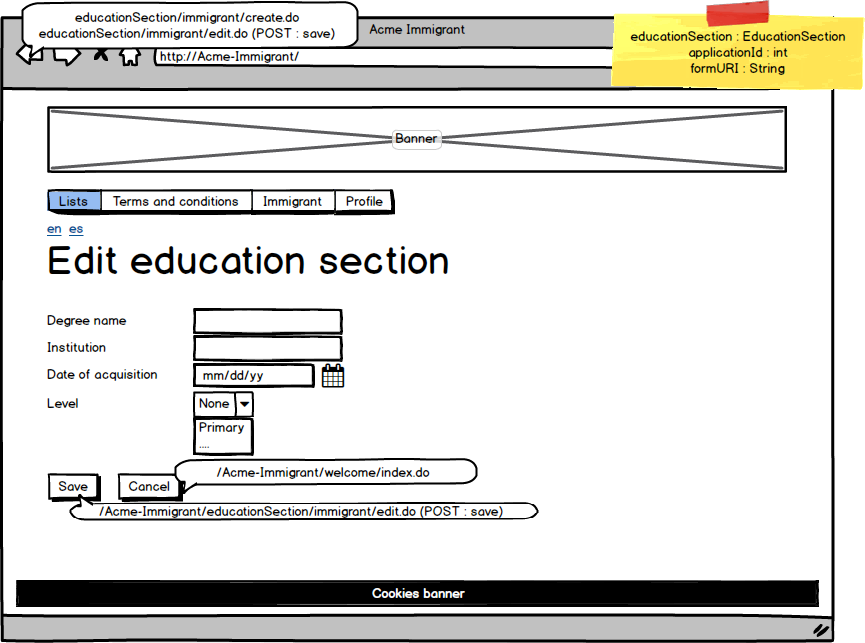 educationSection/immigrant/create.do
educationSection/immigrant/edit.do (POST : save)
Acme Immigrant
educationSection : EducationSection
applicationId : int
formURI : String
http://Acme-Immigrant/
Banner
Lists Terms and conditions Immigrant Profile
en es
Edit education section
Degree name
Institution
Date of acquisition mm/dd/yy
Level None
Primary
....
/Acme-Immigrant/welcome/index.do
Save Cancel
/Acme-Immigrant/educationSection/immigrant/edit.do (POST : save)
Cookies banner